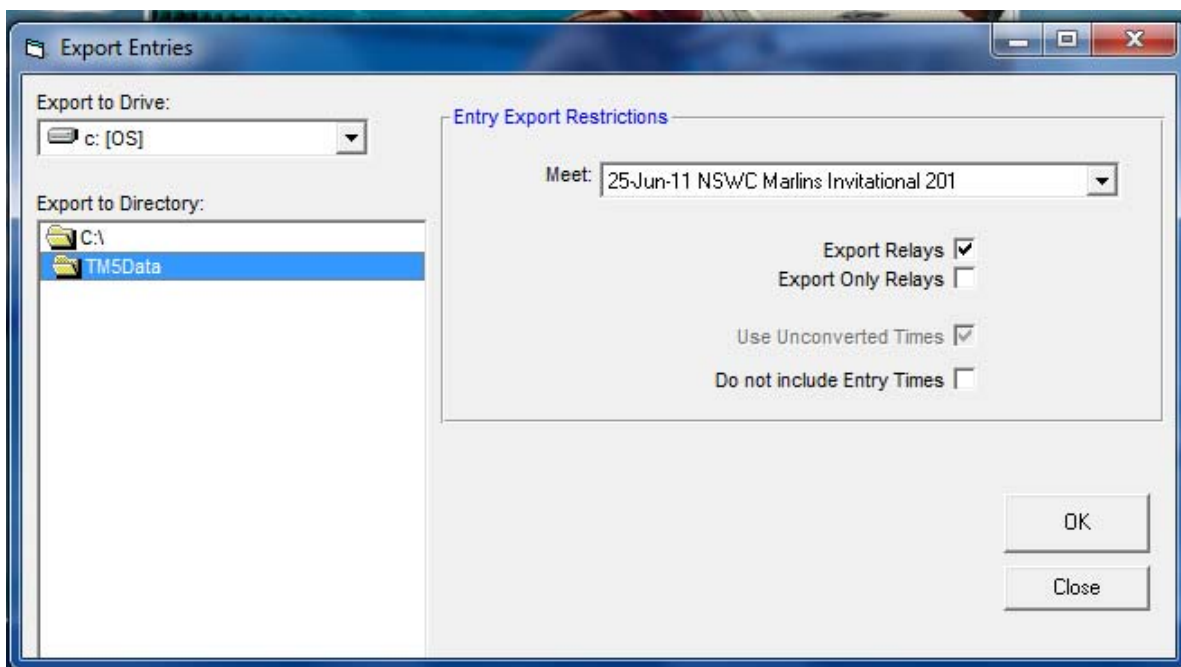 Export Entries
Export to Drive:
c: [OS]
Export to Directory:
C:\
TM5Data
Entry Export Restrictions
Meet: 25-Jun-11 NSWC Marlins Invitational 201
Export Relays
Export Only Relays
Use Unconverted Times
Do not include Entry Times
OK
Close